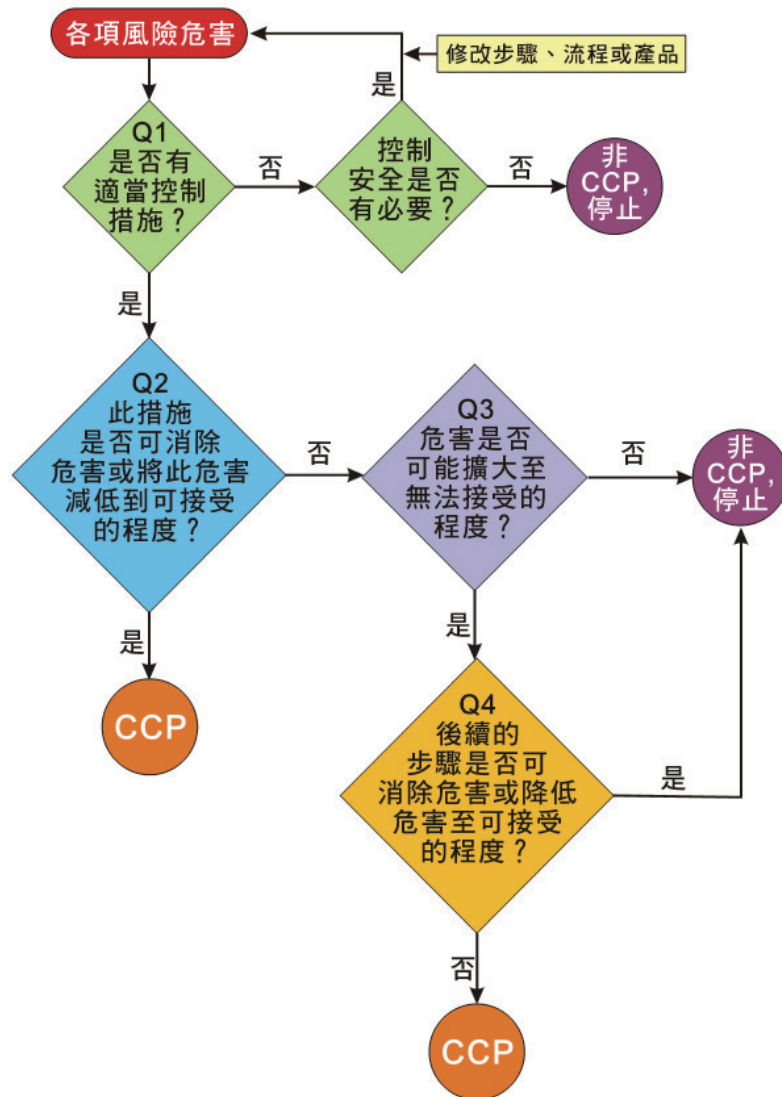 各項風險危害
修改步驟、流程或產品
是
Q1
是否有
適當控制
措施？
否
控制
安全是否
有必要？
否
非
CCP,
停止
是
Q2
此措施
是否可消除
危害或將此危害
減低到可接受
的程度？
否
Q3
危害是否
可能擴大至
無法接受的
程度？
否
非
CCP,
停止
是
CCP
是
Q4
後續的
步驟是否可
消除危害或降低
危害至可接受
的程度？
是
否
CCP